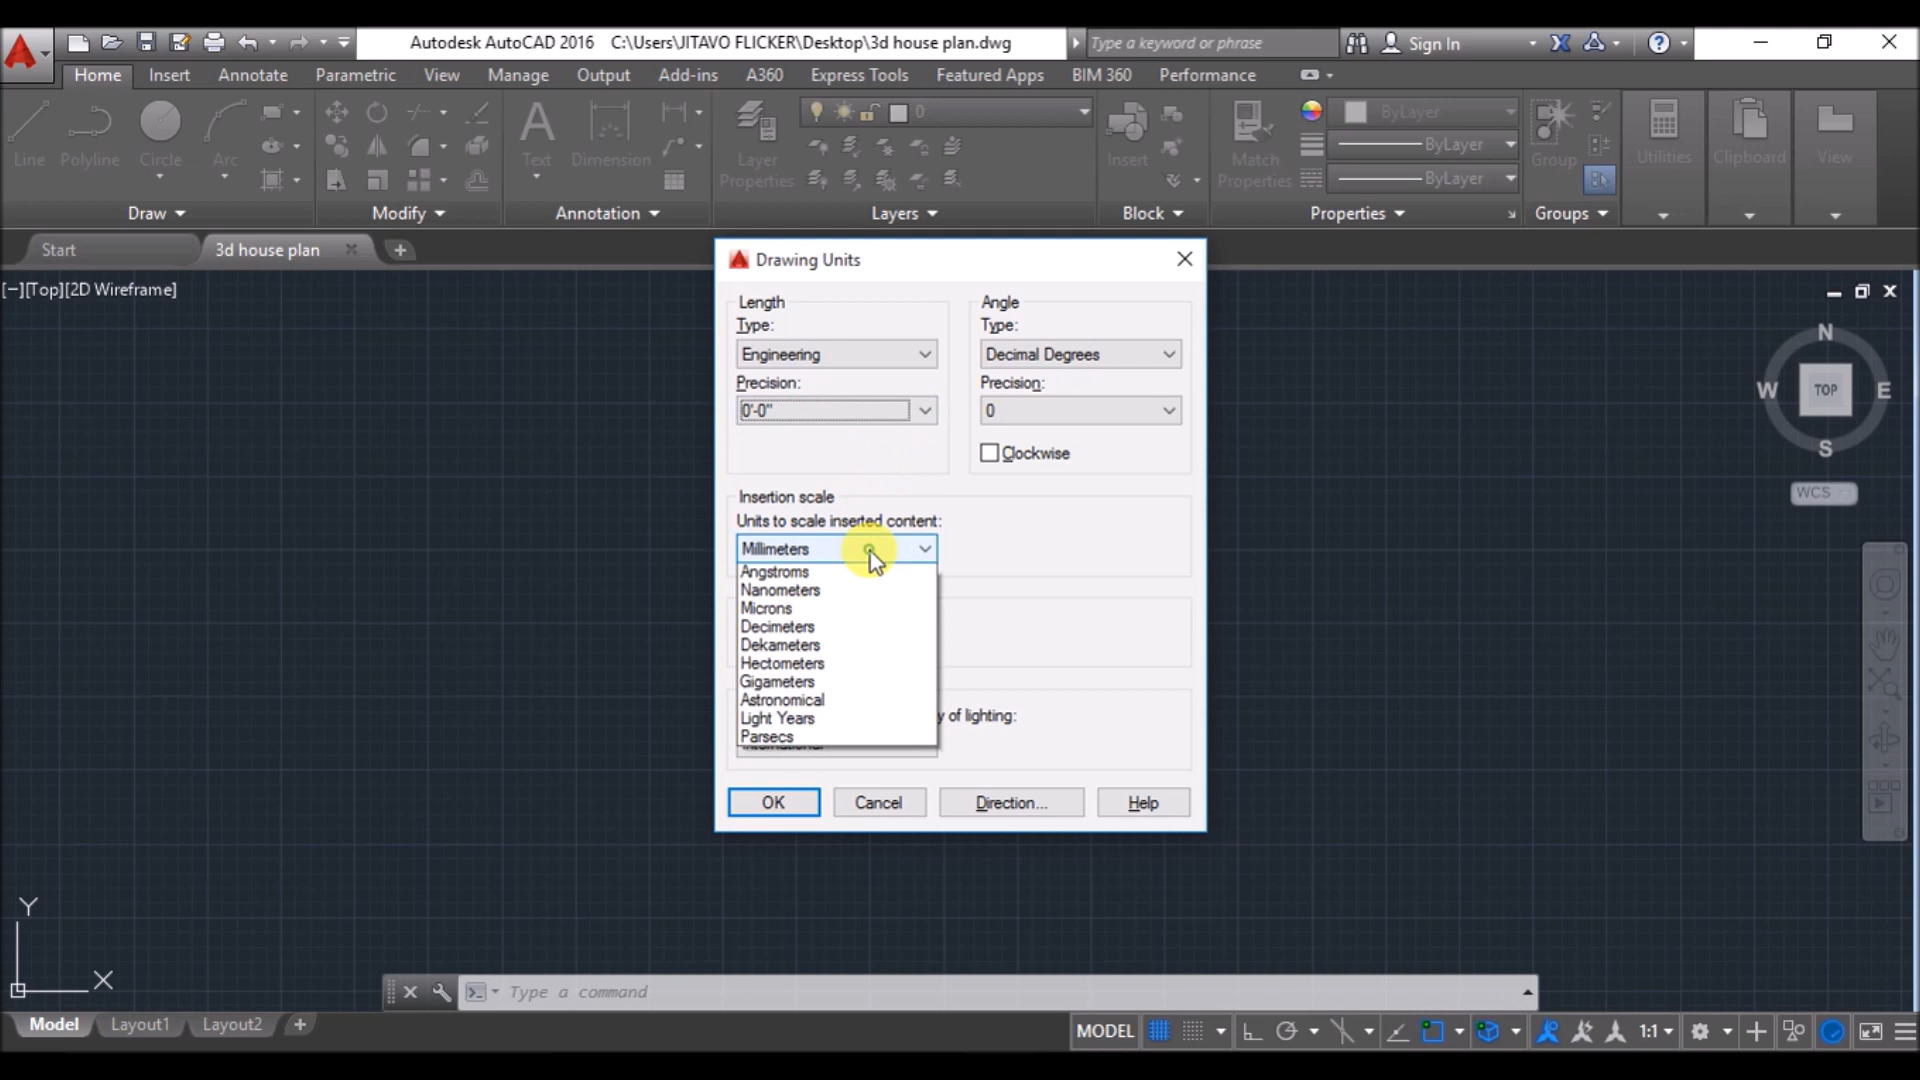 Autodesk AutoCAD 2016 C:\Users\JITAVO FLICKER\Desktop\3d house plan.dwg
Type a keyword or phrase
Sign In
Home Insert Annotate Parametric View Manage Output Add-ins A360 Express Tools Featured Apps BIM 360 Performance
0
ByLayer
ByLayer
ByLayer
Line Polyline Circle Arc
Text Dimension
Layer
Properties
Insert
Match
Properties
Group
Utilities
Clipboard
View
Draw Modify Annotation Layers Block Properties Groups
Start 3d house plan
[−][Top][2D Wireframe]
Drawing Units
Length
Type:
Engineering
Precision:
0'-0"
Angle
Type:
Decimal Degrees
Precision:
0
Clockwise
Insertion scale
Units to scale inserted content:
Millimeters
Angstroms
Nanometers
Microns
Decimeters
Dekameters
Hectometers
Gigameters
Astronomical
Light Years
Parsecs
y of lighting:
OK Cancel Direction... Help
N
W TOP E
S
WCS
Y
X
Type a command
Model Layout1 Layout2
MODEL 1:1